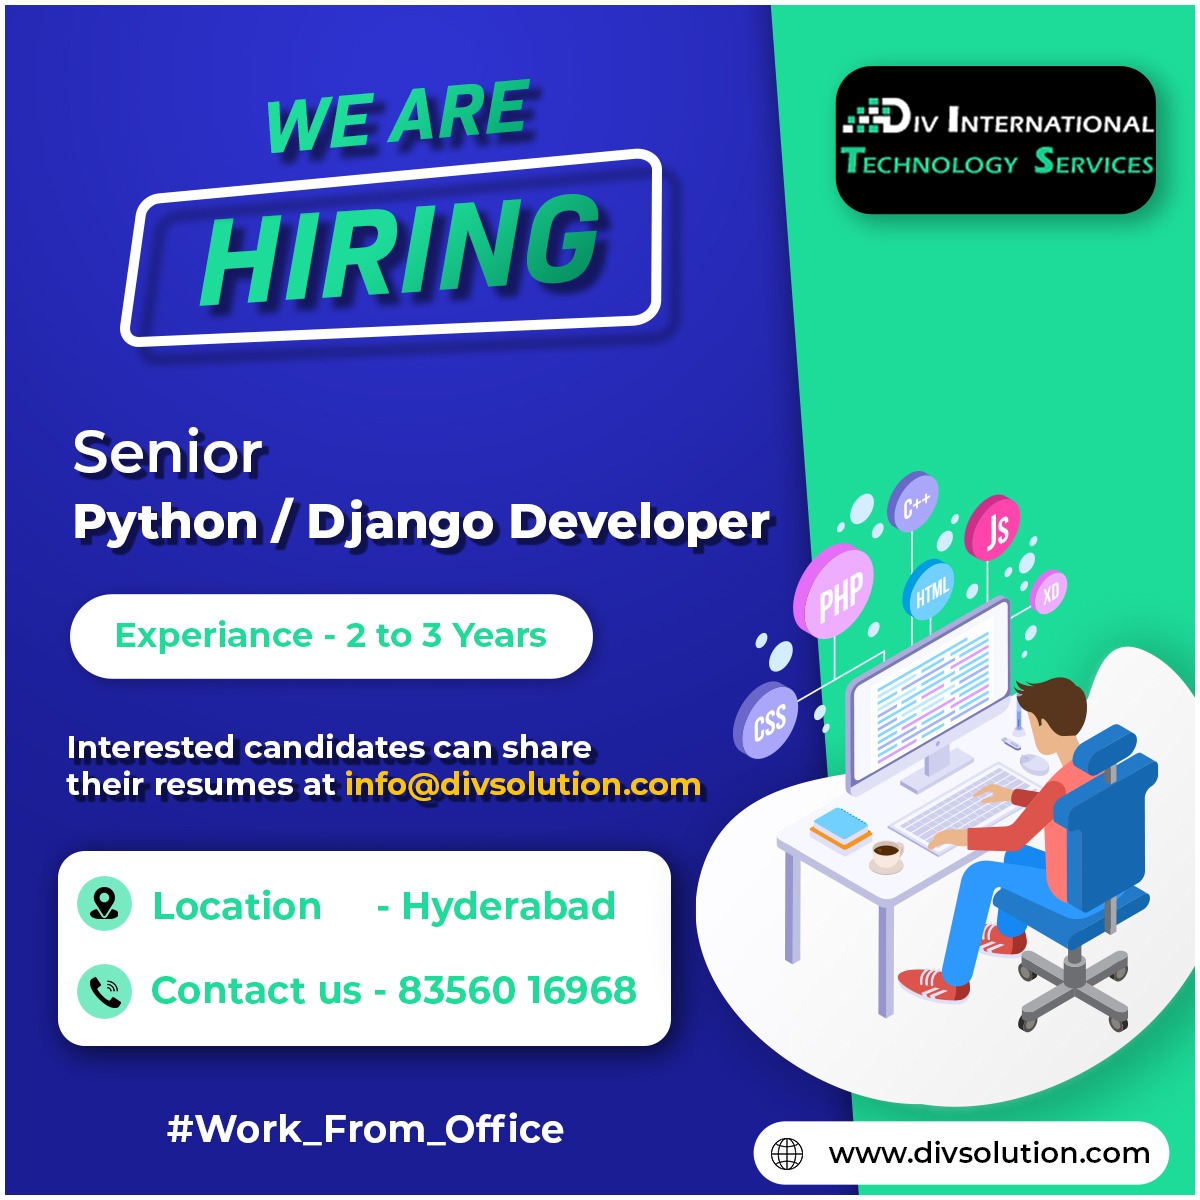 WE ARE
HIRING
DIV INTERNATIONAL
TECHNOLOGY SERVICES
Senior
Python / Django Developer
Experiance - 2 to 3 Years
Interested candidates can share
their resumes at info@divsolution.com
Location - Hyderabad
Contact us - 83560 16968
#Work_From_Office
C++
Js
PHP
HTML
XD
CSS
www.divsolution.com